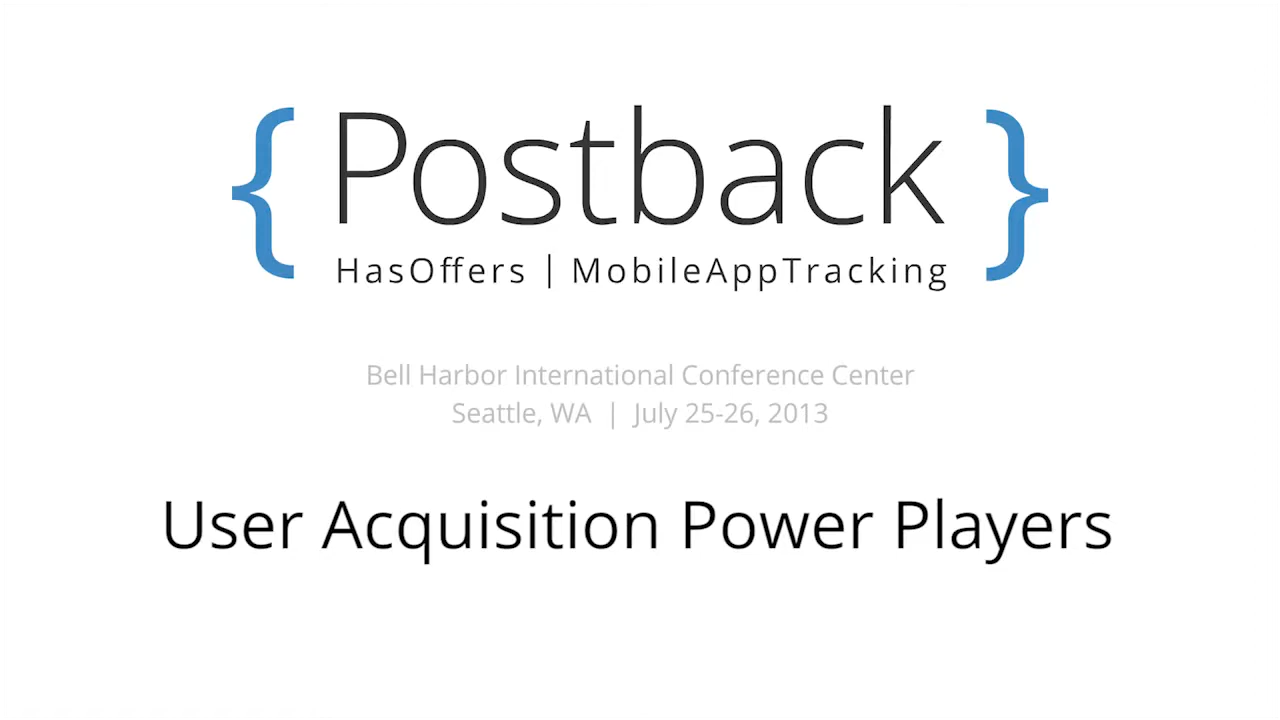 { Postback }
HasOffers | MobileAppTracking
Bell Harbor International Conference Center
Seattle, WA | July 25-26, 2013
User Acquisition Power Players